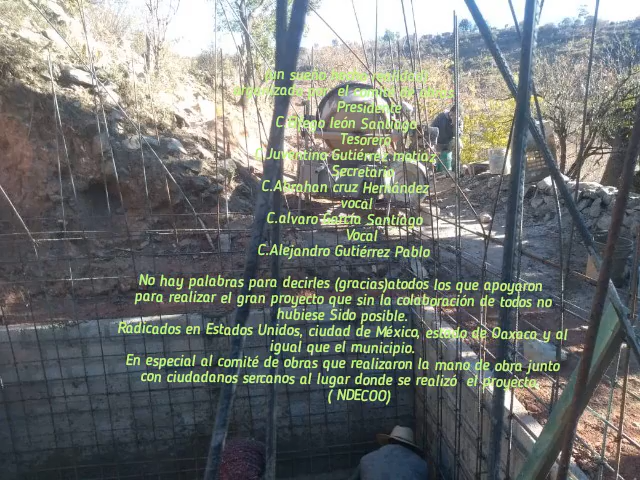 ¡un sueño hecho realidad!
organizada por el comité de obras
Presidente
C.Diego león Santiago
Tesorero
C.Juventino Gutiérrez matiaz
Secretario
C.Abrahan cruz Hernández
vocal
C.alvaro García Santiago
Vocal
C.Alejandro Gutiérrez Pablo
No hay palabras para decirles (gracias)atodos los que apoyaron
para realizar el gran proyecto que sin la colaboración de todos no
hubiese Sido posible.
Radicados en Estados Unidos, ciudad de México, estado de Oaxaca y al
igual que el municipio.
En especial al comité de obras que realizaron la mano de obra junto
con ciudadanos sercanos al lugar donde se realizó el proyecto.
( NDECOO)